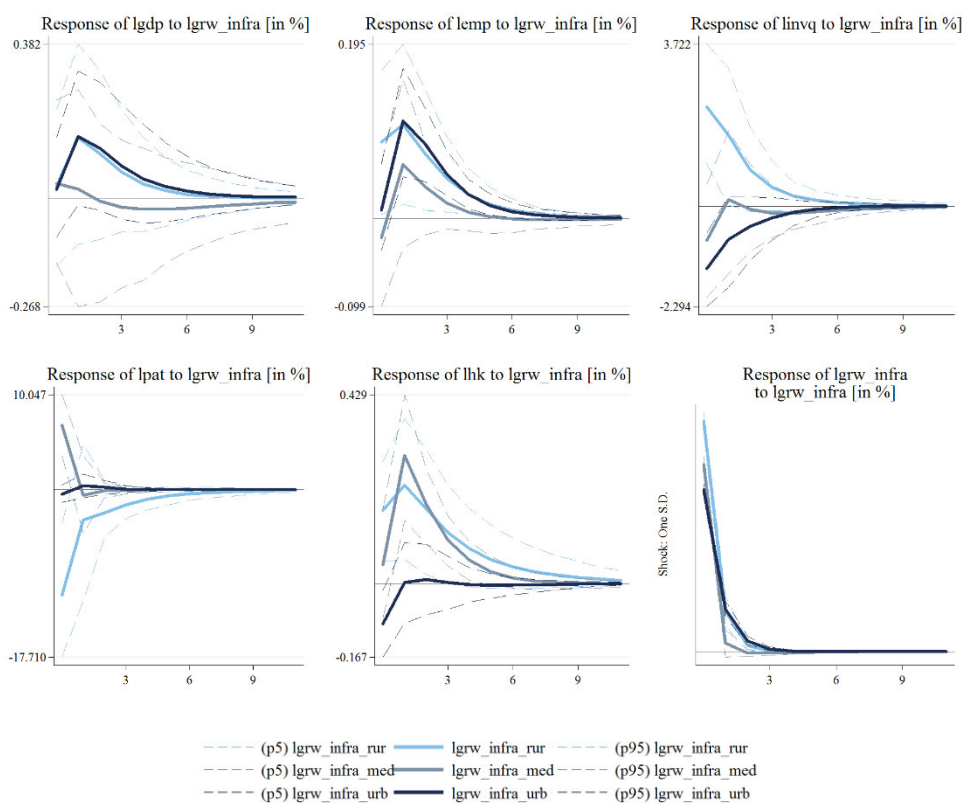 Response of lgdp to lgrw_infra [in %]
0.382
-0.268
3
6
9
Response of lemp to lgrw_infra [in %]
0.195
-0.099
3
6
9
Response of linvq to lgrw_infra [in %]
3.722
-2.294
3
6
9
Response of lpat to lgrw_infra [in %]
10.047
-17.710
3
6
9
Response of lhk to lgrw_infra [in %]
0.429
-0.167
3
6
9
Response of lgrw_infra
to lgrw_infra [in %]
Shock: One S.D.
3
6
9
(p5) lgrw_infra_rur lgrw_infra_rur (p95) lgrw_infra_rur
(p5) lgrw_infra_med lgrw_infra_med (p95) lgrw_infra_med
(p5) lgrw_infra_urb lgrw_infra_urb (p95) lgrw_infra_urb